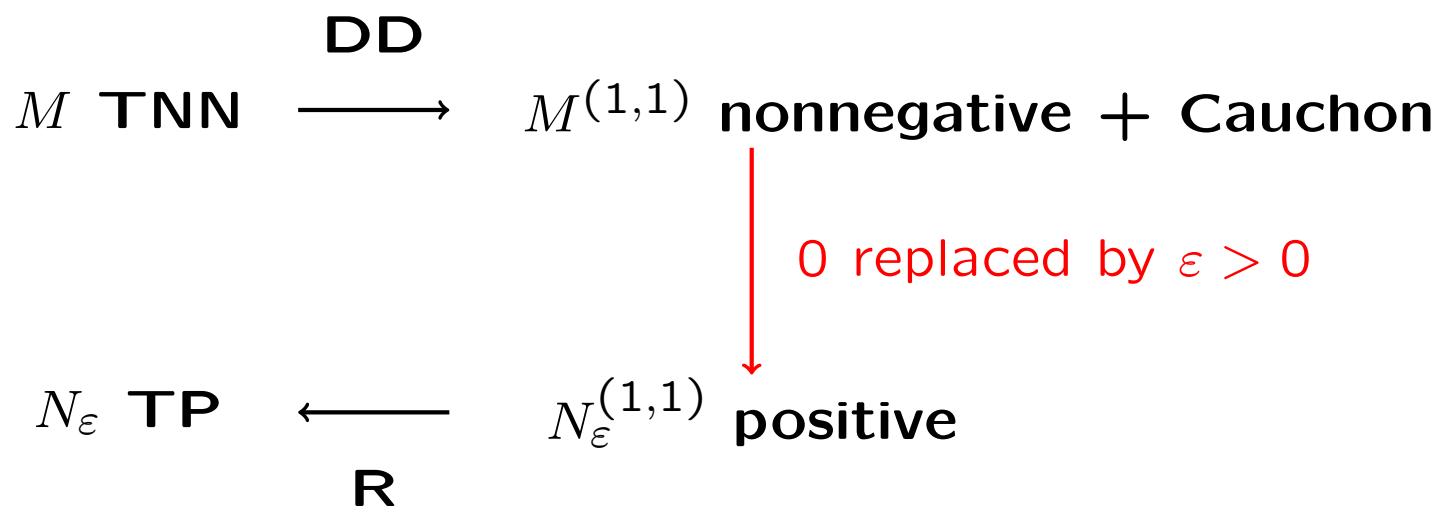 DD
M TNN M^(1,1) nonnegative + Cauchon
0 replaced by ε > 0
N_ε TP N_ε^(1,1) positive
R